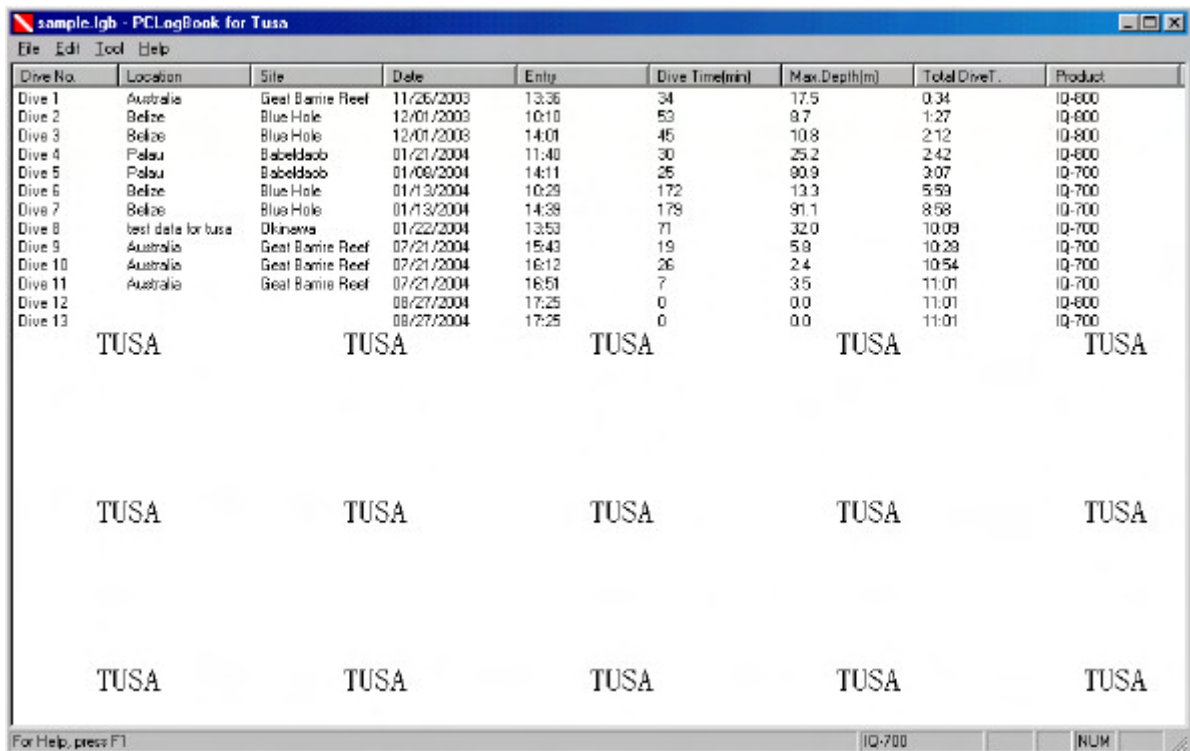 sample.lgb - PCLogBook for Tusa
File Edit Tool Help
Dive No. Location Site Date Entry Dive Time(min) Max.Depth(m) Total DiveT. Product
Dive 1 Australia Geat Barrire Reef 11/26/2003 13:36 34 17.5 0:34 IQ-800
Dive 2 Belize Blue Hole 12/01/2003 10:10 53 9.7 1:27 IQ-800
Dive 3 Belize Blue Hole 12/01/2003 14:01 45 10.8 2:12 IQ-800
Dive 4 Palau Babeldaob 01/21/2004 11:40 30 25.2 2:42 IQ-800
Dive 5 Palau Babeldaob 01/08/2004 14:11 25 90.9 3:07 IQ-700
Dive 6 Belize Blue Hole 01/13/2004 10:29 172 13.3 5:59 IQ-700
Dive 7 Belize Blue Hole 01/13/2004 14:39 179 91.1 8:58 IQ-700
Dive 8 test data for tusa Okinawa 01/22/2004 13:53 71 32.0 10:09 IQ-700
Dive 9 Australia Geat Barrire Reef 07/21/2004 15:43 19 5.8 10:28 IQ-700
Dive 10 Australia Geat Barrire Reef 07/21/2004 16:12 26 2.4 10:54 IQ-700
Dive 11 Australia Geat Barrire Reef 07/21/2004 16:51 7 3.5 11:01 IQ-700
Dive 12 08/27/2004 17:25 0 0.0 11:01 IQ-800
Dive 13 08/27/2004 17:25 0 0.0 11:01 IQ-700
TUSA TUSA TUSA TUSA TUSA
TUSA TUSA TUSA TUSA TUSA
TUSA TUSA TUSA TUSA TUSA
For Help, press F1 IQ-700 NUM